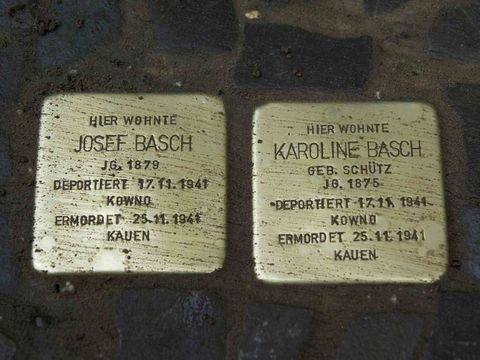 HIER WOHNTE
JOSEF BASCH
JG. 1879
DEPORTIERT 17.11.1941
KOWNO
ERMORDET 25.11.1941
KAUEN
HIER WOHNTE
KAROLINE BASCH
GEB. SCHÜTZ
JG. 1875
DEPORTIERT 17.11.1941
KOWNO
ERMORDET 25.11.1941
KAUEN